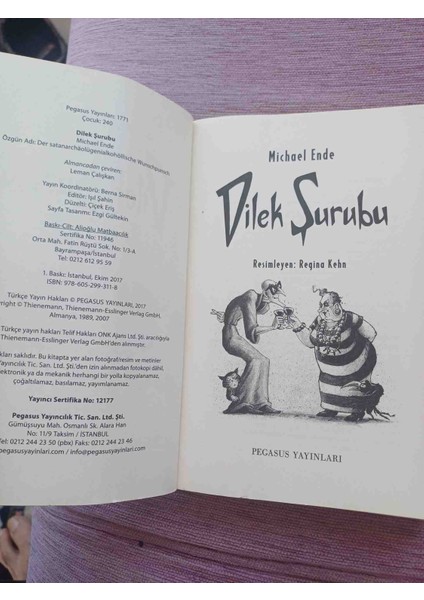 Pegasus Yayınları: 1771
Çocuk: 240
Dilek Şurubu
Michael Ende
Özgün Adı: Der satanarchäolügenialkohöllische Wunschpunsch
Almancadan çeviren:
Leman Çalışkan
Yayın Koordinatörü: Berna Sirman
Editör: Işıl Şahin
Düzelti: Çiçek Eriş
Sayfa Tasarımı: Ezgi Gültekin
Baskı-Cilt: Alioğlu Matbaacılık
Sertifika No: 11946
Orta Mah. Fatin Rüştü Sok. No: 1/3-A
Bayrampaşa/İstanbul
Tel: 0212 612 95 59
1. Baskı: İstanbul, Ekim 2017
ISBN: 978-605-299-311-8
Türkçe Yayın Hakları © PEGASUS YAYINLARI, 2017
Copyright © Thienemann, Thienemann-Esslinger Verlag GmbH,
Almanya, 1989, 2007
Türkçe yayın hakları Telif Hakları ONK Ajans Ltd. Şti. aracılığıyla
Thienemann-Esslinger Verlag GmbH'den alınmıştır.
hakları saklıdır. Bu kitapta yer alan fotoğraf/resim ve metinler
Yayıncılık Tic. San. Ltd. Şti.'den izin alınmadan fotokopi dâhil,
elektronik ya da mekanik herhangi bir yolla kopyalanamaz,
çoğaltılamaz, basılamaz, yayımlanamaz.
Yayıncı Sertifika No: 12177
Pegasus Yayıncılık Tic. San. Ltd. Şti.
Gümüşsuyu Mah. Osmanlı Sk. Alara Han
No: 11/9 Taksim / İSTANBUL
Tel: 0212 244 23 50 (pbx) Faks: 0212 244 23 46
pegasusyayinlari.com / info@pegasusyayinlari.com
Michael Ende
Dilek Şurubu
Resimleyen: Regina Kehn
PEGASUS YAYINLARI